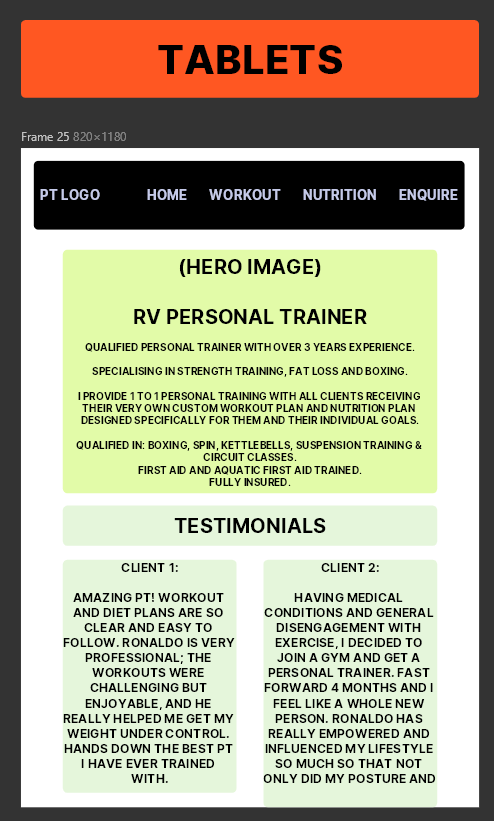 TABLETS
Frame 25 820×1180
PT LOGO HOME WORKOUT NUTRITION ENQUIRE
(HERO IMAGE)
RV PERSONAL TRAINER
QUALIFIED PERSONAL TRAINER WITH OVER 3 YEARS EXPERIENCE.
SPECIALISING IN STRENGTH TRAINING, FAT LOSS AND BOXING.
I PROVIDE 1 TO 1 PERSONAL TRAINING WITH ALL CLIENTS RECEIVING
THEIR VERY OWN CUSTOM WORKOUT PLAN AND NUTRITION PLAN
DESIGNED SPECIFICALLY FOR THEM AND THEIR INDIVIDUAL GOALS.
QUALIFIED IN: BOXING, SPIN, KETTLEBELLS, SUSPENSION TRAINING &
CIRCUIT CLASSES.
FIRST AID AND AQUATIC FIRST AID TRAINED.
FULLY INSURED.
TESTIMONIALS
CLIENT 1:
AMAZING PT! WORKOUT
AND DIET PLANS ARE SO
CLEAR AND EASY TO
FOLLOW. RONALDO IS VERY
PROFESSIONAL; THE
WORKOUTS WERE
CHALLENGING BUT
ENJOYABLE, AND HE
REALLY HELPED ME GET MY
WEIGHT UNDER CONTROL.
HANDS DOWN THE BEST PT
I HAVE EVER TRAINED
WITH.
CLIENT 2:
HAVING MEDICAL
CONDITIONS AND GENERAL
DISENGAGEMENT WITH
EXERCISE, I DECIDED TO
JOIN A GYM AND GET A
PERSONAL TRAINER. FAST
FORWARD 4 MONTHS AND I
FEEL LIKE A WHOLE NEW
PERSON. RONALDO HAS
REALLY EMPOWERED AND
INFLUENCED MY LIFESTYLE
SO MUCH SO THAT NOT
ONLY DID MY POSTURE AND